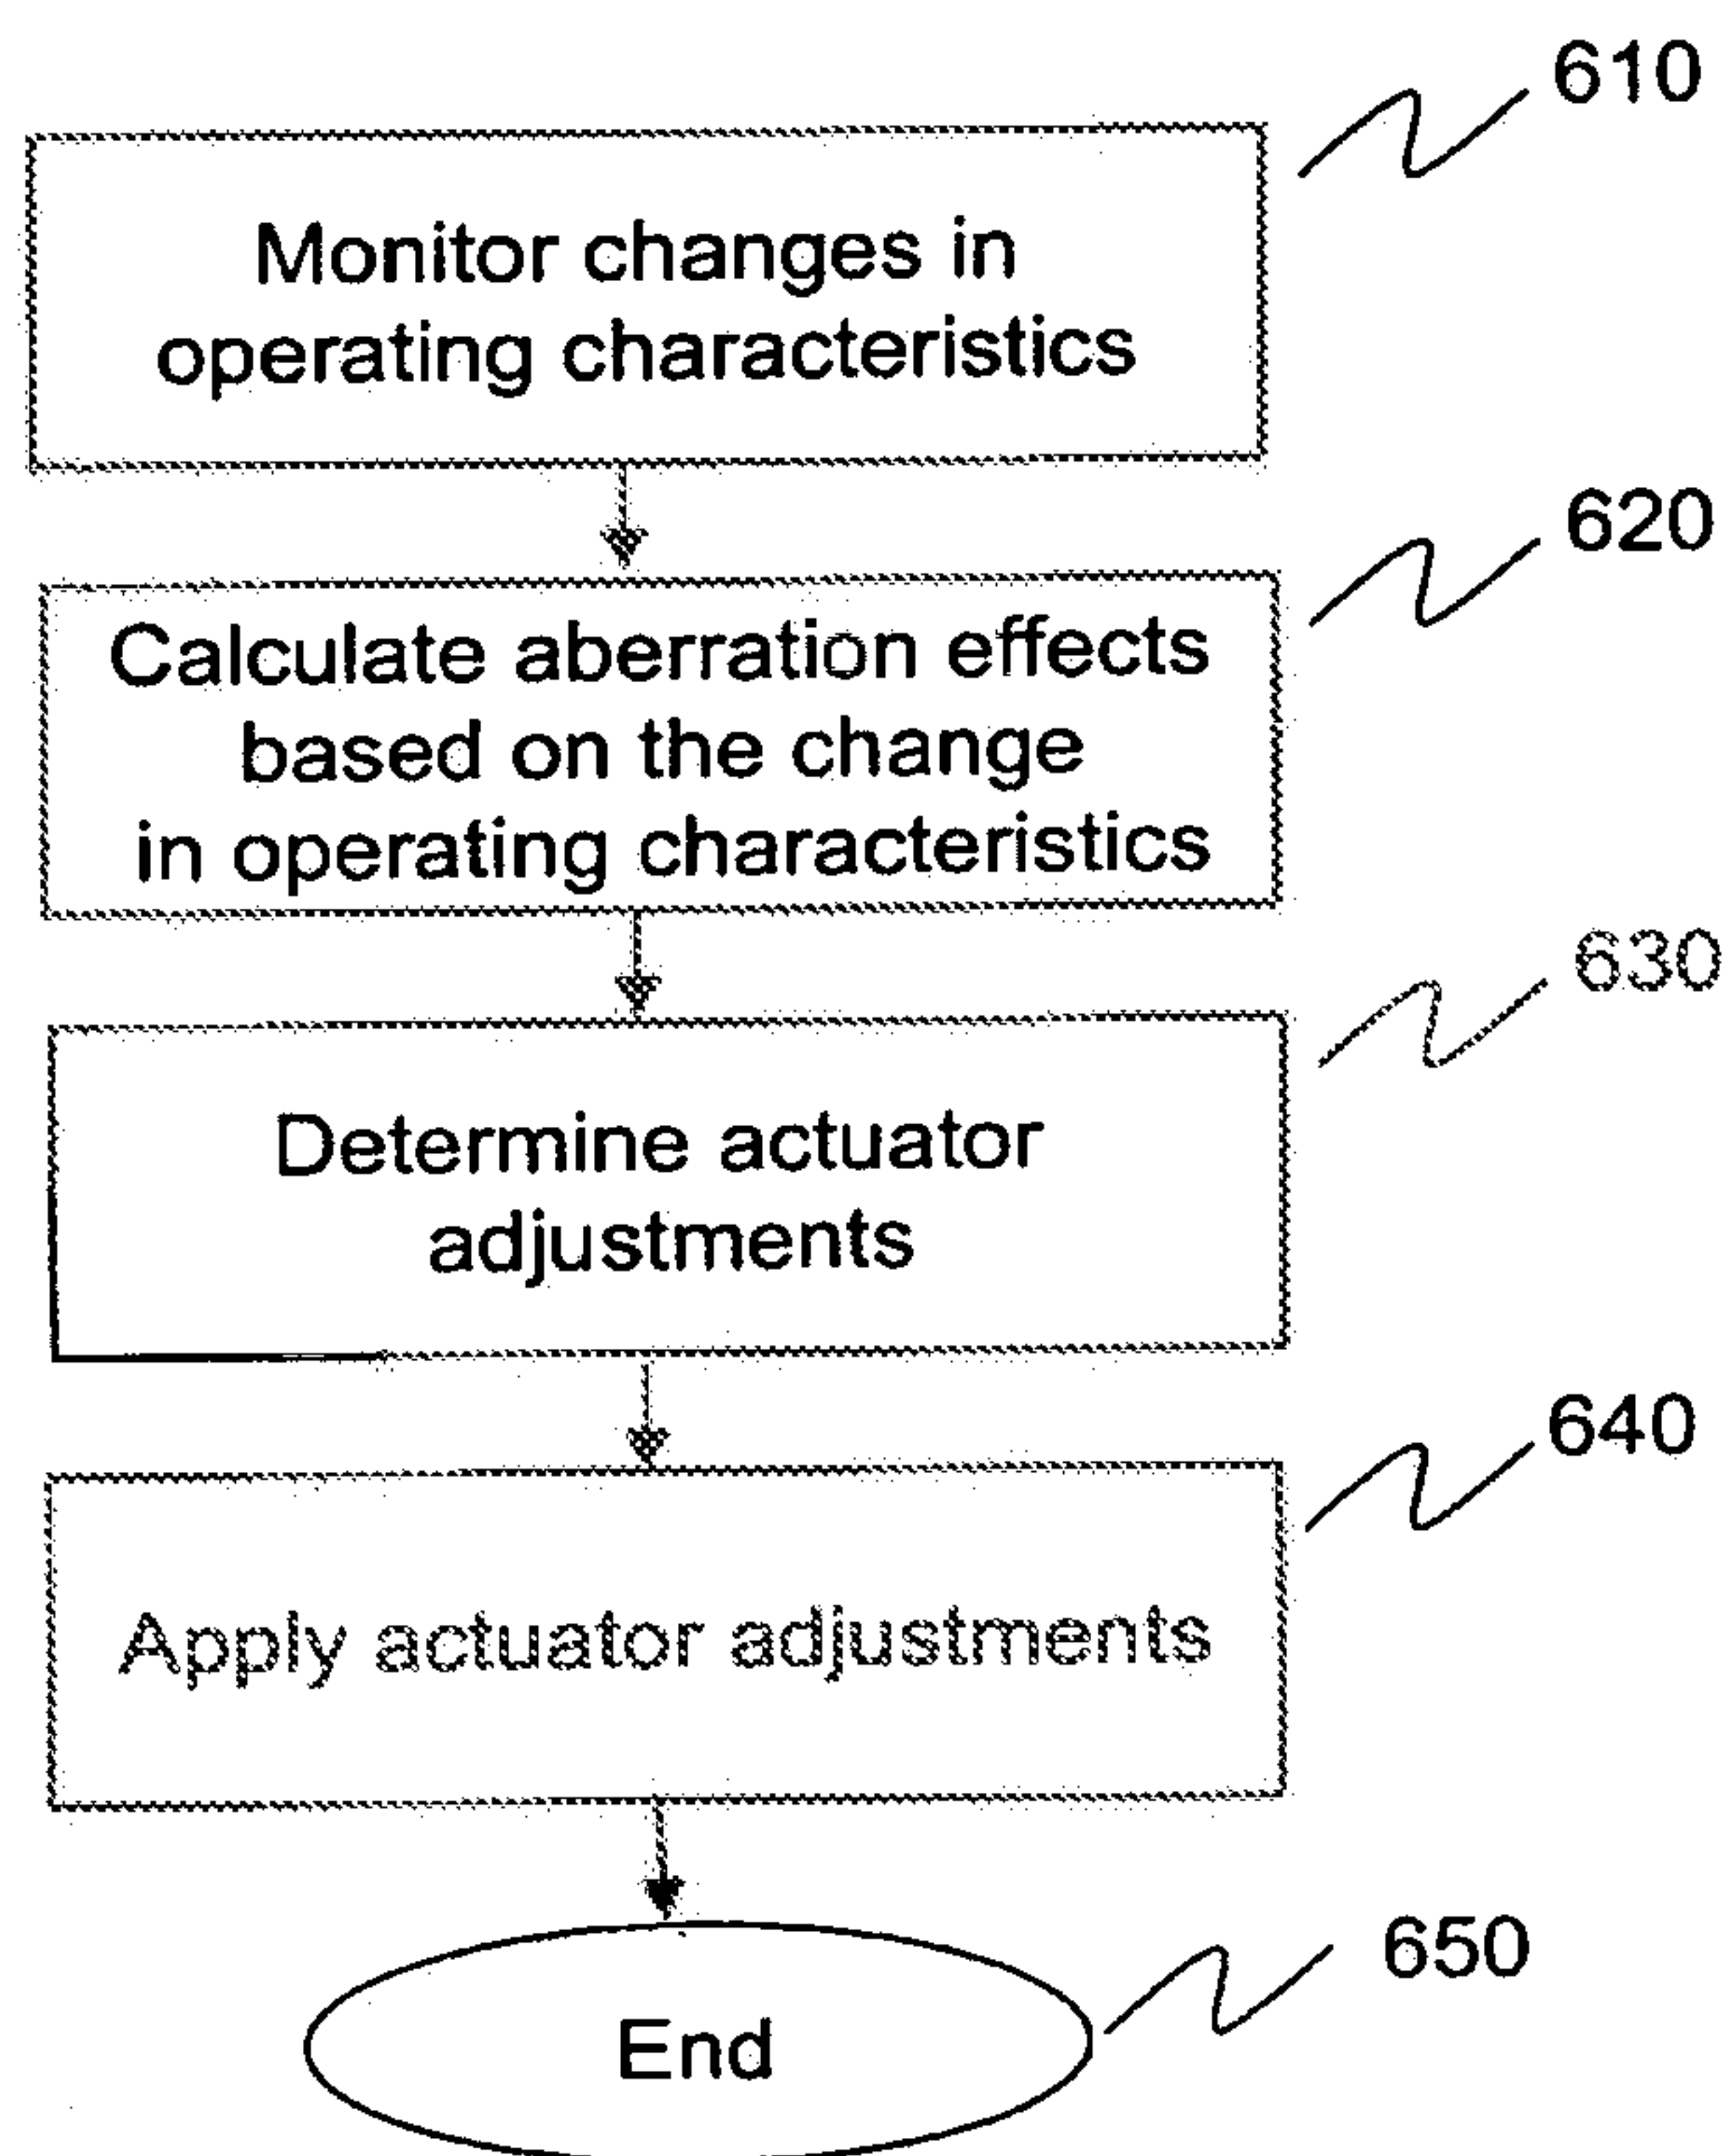 610
Monitor changes in
operating characteristics
620
Calculate aberration effects
based on the change
in operating characteristics
630
Determine actuator
adjustments
640
Apply actuator adjustments
650
End